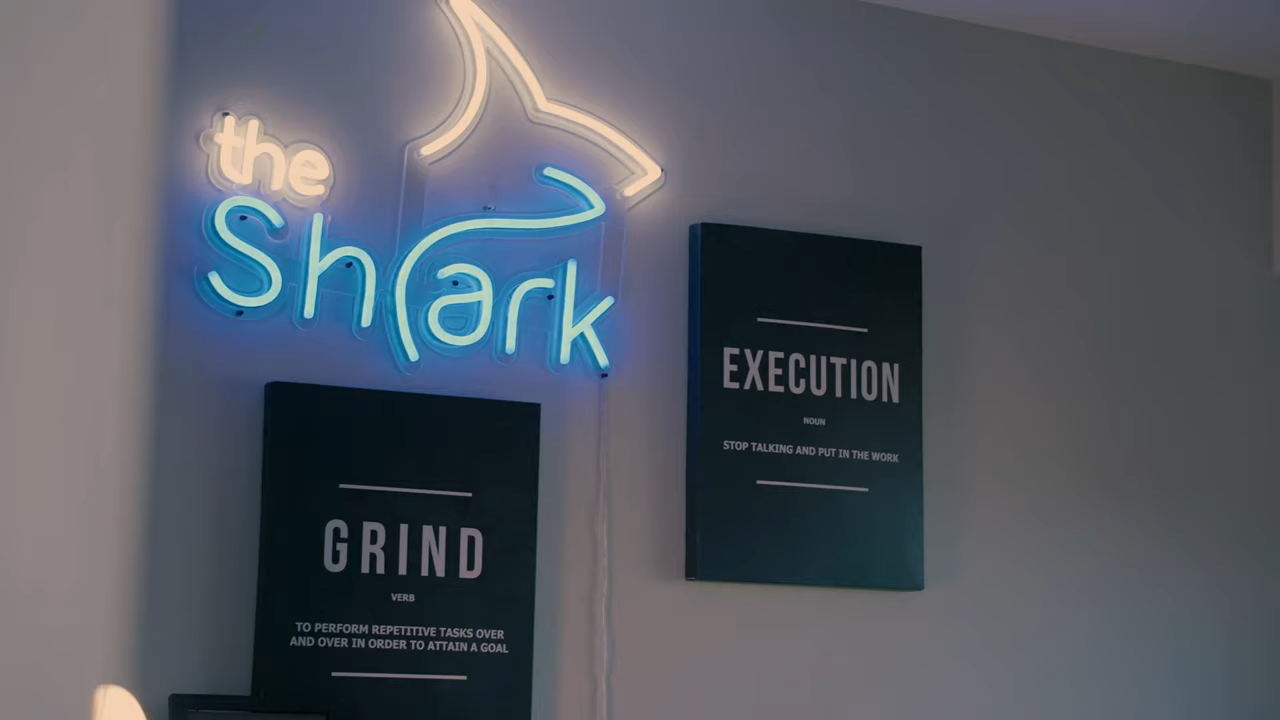 the
Shark
EXECUTION
NOUN
STOP TALKING AND PUT IN THE WORK
GRIND
VERB
TO PERFORM REPETITIVE TASKS OVER
AND OVER IN ORDER TO ATTAIN A GOAL